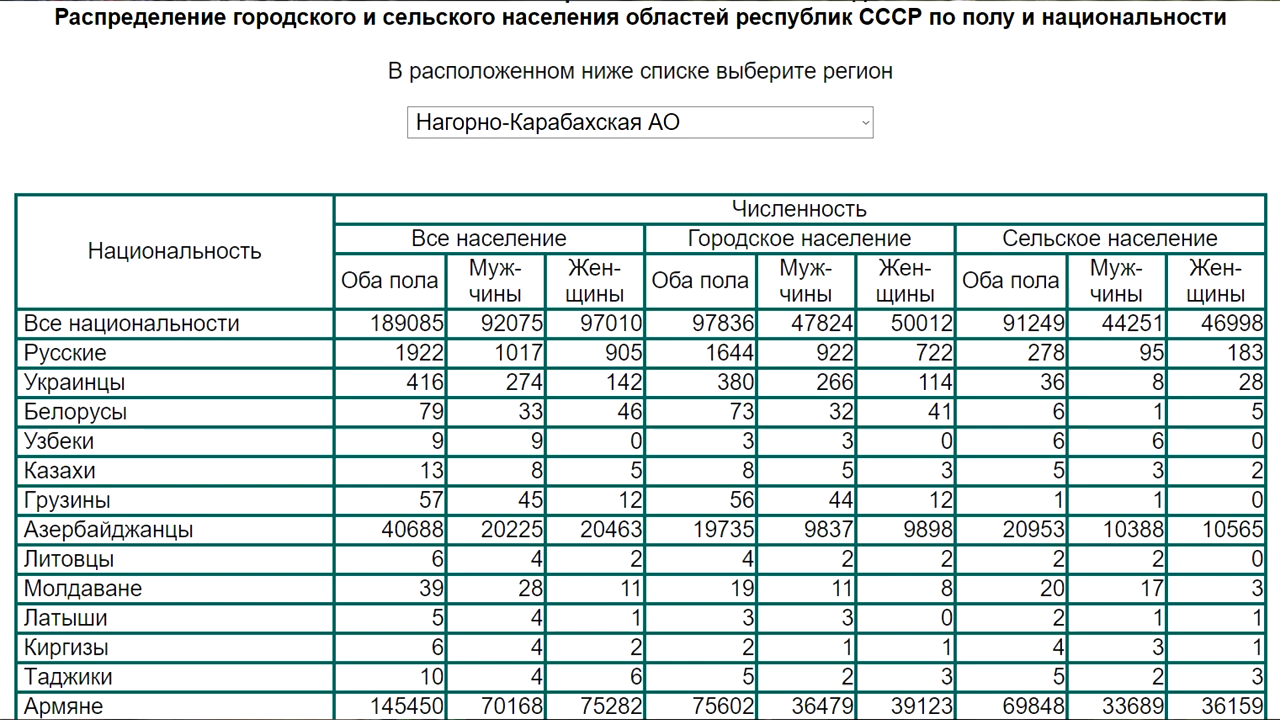 Распределение городского и сельского населения областей республик СССР по полу и национальности
В расположенном ниже списке выберите регион
Нагорно-Карабахская АО
Национальность
Численность
Все население Городское население Сельское население
Оба пола Муж-чины Жен-щины Оба пола Муж-чины Жен-щины Оба пола Муж-чины Жен-щины
Все национальности 189085 92075 97010 97836 47824 50012 91249 44251 46998
Русские 1922 1017 905 1644 922 722 278 95 183
Украинцы 416 274 142 380 266 114 36 8 28
Белорусы 79 33 46 73 32 41 6 1 5
Узбеки 9 9 0 3 3 0 6 6 0
Казахи 13 8 5 8 5 3 5 3 2
Грузины 57 45 12 56 44 12 1 1 0
Азербайджанцы 40688 20225 20463 19735 9837 9898 20953 10388 10565
Литовцы 6 4 2 4 2 2 2 2 0
Молдаване 39 28 11 19 11 8 20 17 3
Латыши 5 4 1 3 3 0 2 1 1
Киргизы 6 4 2 2 1 1 4 3 1
Таджики 10 4 6 5 2 3 5 2 3
Армяне 145450 70168 75282 75602 36479 39123 69848 33689 36159